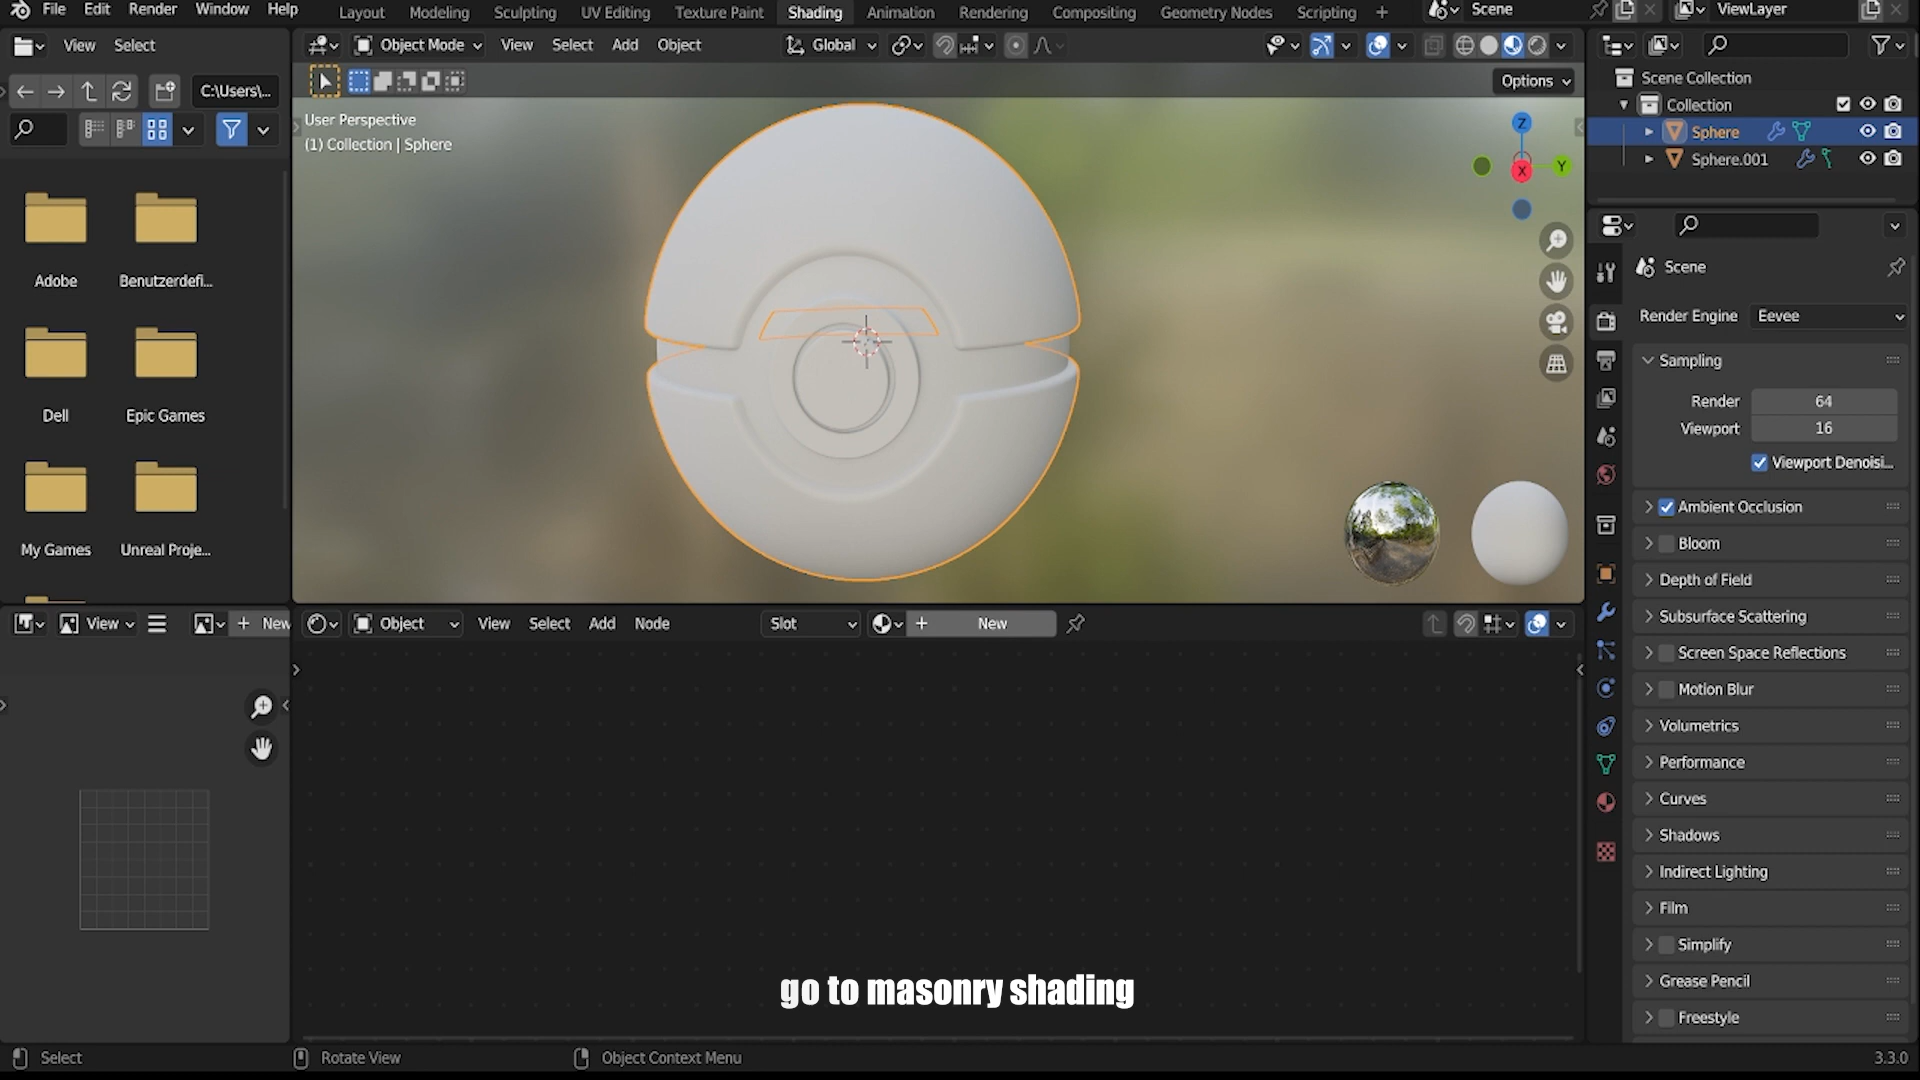 File Edit Render Window Help Layout Modeling Sculpting UV Editing Texture Paint Shading Animation Rendering Compositing Geometry Nodes Scripting + Scene ViewLayer
View Select
Object Mode View Select Add Object Global
C:\Users\...
Options
User Perspective
(1) Collection | Sphere
Z
Y
X
Adobe Benutzerdefi...
Dell Epic Games
My Games Unreal Proje...
Scene Collection
Collection
Sphere
Sphere.001
Scene
Render Engine Eevee
Sampling
Render 64
Viewport 16
Viewport Denoisi...
Ambient Occlusion
Bloom
Depth of Field
Subsurface Scattering
Screen Space Reflections
Motion Blur
Volumetrics
Performance
Curves
Shadows
Indirect Lighting
Film
Simplify
Grease Pencil
Freestyle
View + New
Object View Select Add Node Slot + New
go to masonry shading
Select Rotate View Object Context Menu 3.3.0